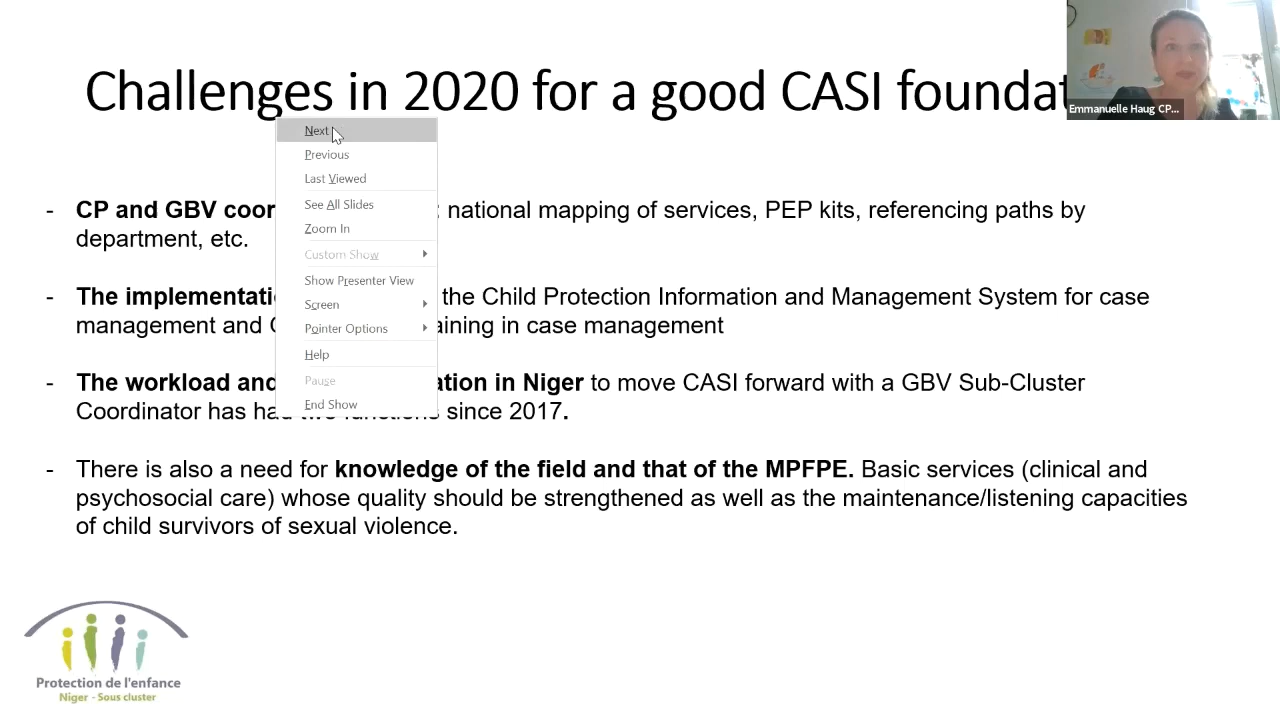 Challenges in 2020 for a good CASI foundat
Emmanuelle Haug CP...
Next
Previous
Last Viewed
See All Slides
Zoom In
Custom Show
Show Presenter View
Screen
Pointer Options
Help
Pause
End Show
- CP and GBV coor : national mapping of services, PEP kits, referencing paths by
department, etc.
- The implementati the Child Protection Information and Management System for case
management and aining in case management
- The workload and ation in Niger to move CASI forward with a GBV Sub-Cluster
Coordinator has had two functions since 2017.
- There is also a need for knowledge of the field and that of the MPFPE. Basic services (clinical and
psychosocial care) whose quality should be strengthened as well as the maintenance/listening capacities
of child survivors of sexual violence.
Protection de l'enfance
Niger - Sous cluster